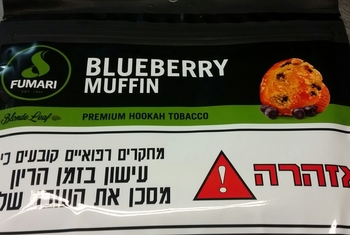 FUMARI
BLUEBERRY
MUFFIN
Blonde Leaf
PREMIUM HOOKAH TOBACCO
מחקרים רפואיים קובעים כי
עישון בזמן הריון
מסכן את העובר של
אזהרה